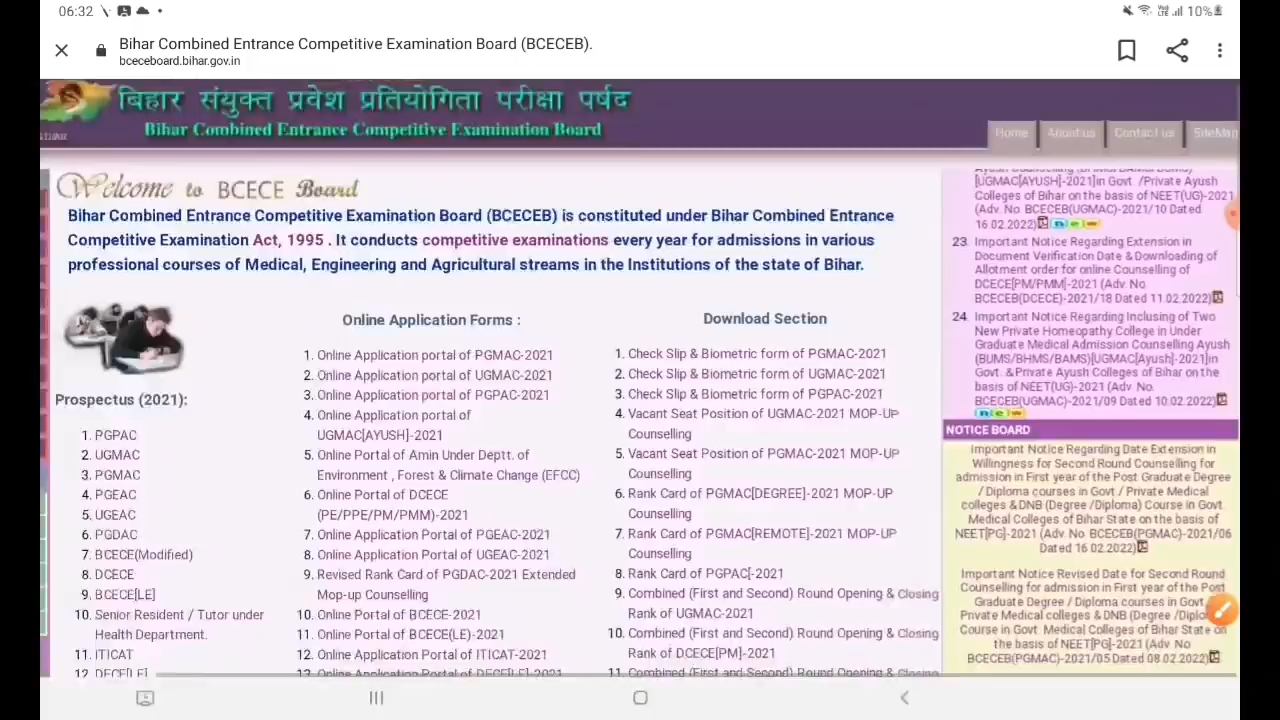 06:32
10%
Bihar Combined Entrance Competitive Examination Board (BCECEB).
bceceboard.bihar.gov.in
बिहार संयुक्त प्रवेश प्रतियोगिता परीक्षा पर्षद
Bihar Combined Entrance Competitive Examination Board
Home
About us
Contact us
SiteMap
Welcome to BCECE Board
Bihar Combined Entrance Competitive Examination Board (BCECEB) is constituted under Bihar Combined Entrance
Competitive Examination Act, 1995 . It conducts competitive examinations every year for admissions in various
professional courses of Medical, Engineering and Agricultural streams in the Institutions of the state of Bihar.
Prospectus (2021):
1. PGPAC
2. UGMAC
3. PGMAC
4. PGEAC
5. UGEAC
6. PGDAC
7. BCECE(Modified)
8. DCECE
9. BCECE[LE]
10. Senior Resident / Tutor under
Health Department.
11. ITICAT
12. DECE[LE]
Online Application Forms :
1. Online Application portal of PGMAC-2021
2. Online Application portal of UGMAC-2021
3. Online Application portal of PGPAC-2021
4. Online Application portal of
UGMAC[AYUSH]-2021
5. Online Portal of Amin Under Deptt. of
Environment , Forest & Climate Change (EFCC)
6. Online Portal of DCECE
(PE/PPE/PM/PMM)-2021
7. Online Application Portal of PGEAC-2021
8. Online Application Portal of UGEAC-2021
9. Revised Rank Card of PGDAC-2021 Extended
Mop-up Counselling
10. Online Portal of BCECE-2021
11. Online Portal of BCECE(LE)-2021
12. Online Application Portal of ITICAT-2021
13. Online Application Portal of DECE[LE]-2021
Download Section
1. Check Slip & Biometric form of PGMAC-2021
2. Check Slip & Biometric form of UGMAC-2021
3. Check Slip & Biometric form of PGPAC-2021
4. Vacant Seat Position of UGMAC-2021 MOP-UP
Counselling
5. Vacant Seat Position of PGMAC-2021 MOP-UP
Counselling
6. Rank Card of PGMAC[DEGREE]-2021 MOP-UP
Counselling
7. Rank Card of PGMAC[REMOTE]-2021 MOP-UP
Counselling
8. Rank Card of PGPAC[-2021
9. Combined (First and Second) Round Opening & Closing
Rank of UGMAC-2021
10. Combined (First and Second) Round Opening & Closing
Rank of DCECE[PM]-2021
11. Combined (First and Second) Round Opening & Closing
[UGMAC[AYUSH]-2021]in Govt. /Private Ayush
Colleges of Bihar on the basis of NEET(UG)-2021
(Adv. No. BCECEB(UGMAC)-2021/10 Dated
16.02.2022) new
23. Important Notice Regarding Extension in
Document Verification Date & Downloading of
Allotment order for online Counselling of
DCECE[PM/PMM[-2021 (Adv. No.
BCECEB(DCECE)-2021/18 Dated 11.02.2022)
24. Important Notice Regarding Inclusing of Two
New Private Homeopathy College in Under
Graduate Medical Admission Counselling Ayush
(BUMS/BHMS/BAMS)[UGMAC[Ayush]-2021]in
Govt. & Private Ayush Colleges of Bihar on the
basis of NEET(UG)-2021 (Adv. No.
BCECEB(UGMAC)-2021/09 Dated 10.02.2022)
new
NOTICE BOARD
Important Notice Regarding Date Extension in
Willingness for Second Round Counselling for
admission in First year of the Post Graduate Degree
/ Diploma courses in Govt. / Private Medical
colleges & DNB (Degree /Diploma) Course in Govt.
Medical Colleges of Bihar State on the basis of
NEET[PG]-2021 (Adv. No. BCECEB(PGMAC)-2021/06
Dated 16.02.2022)
Important Notice Revised Date for Second Round
Counselling for admission in First year of the Post
Graduate Degree / Diploma courses in Govt.
Private Medical colleges & DNB (Degree /Diplo
Course in Govt. Medical Colleges of Bihar State on
the basis of NEET[PG]-2021 (Adv. No.
BCECEB(PGMAC)-2021/05 Dated 08.02.2022)